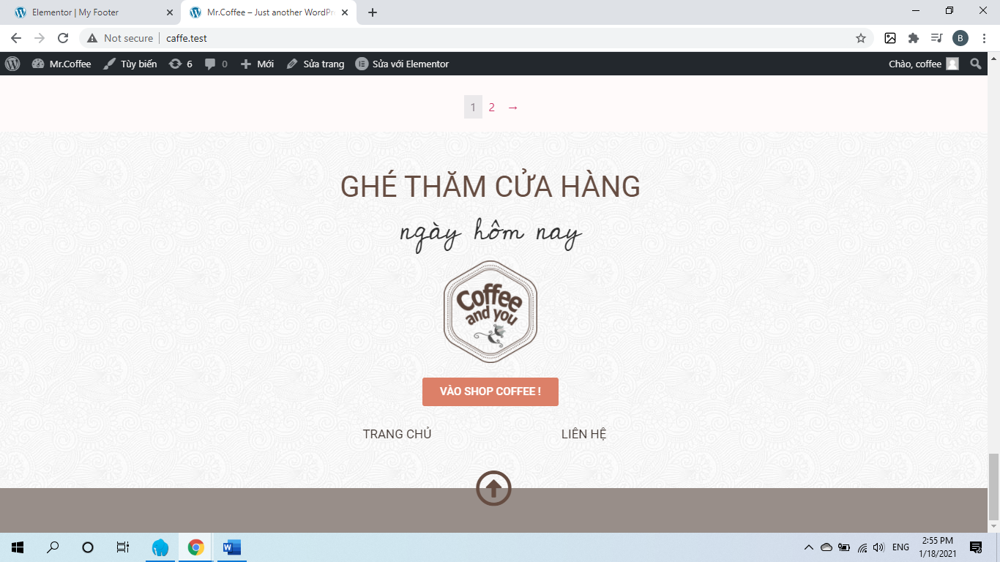 Elementor | My Footer
Mr.Coffee – Just another WordPr
Not secure
caffe.test
B
Mr.Coffee
Tùy biến
6
0
Mới
Sửa trang
Sửa với Elementor
Chào, coffee
1 2 →
GHÉ THĂM CỬA HÀNG
ngày hôm nay
Coffee
and you
VÀO SHOP COFFEE !
TRANG CHỦ
LIÊN HỆ
ENG
2:55 PM
1/18/2021